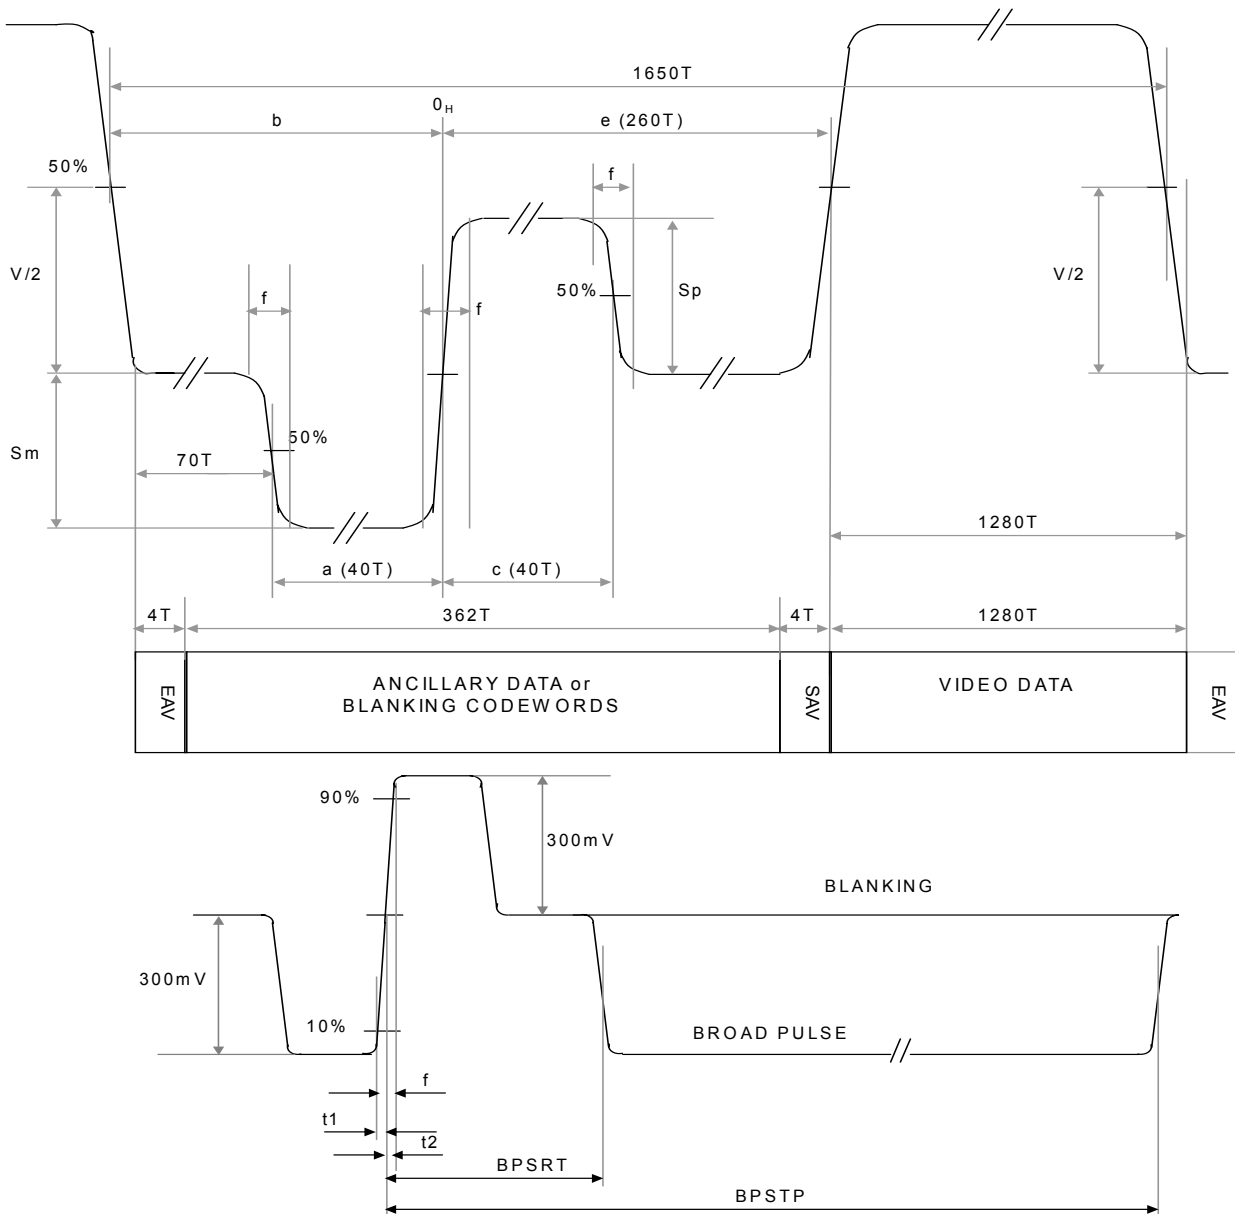 1650T
0H
b
e (260T)
50%
f
V/2
f
f
50%
Sp
V/2
50%
Sm
70T
1280T
a (40T)
c (40T)
4T
362T
4T
1280T
EAV
ANCILLARY DATA or
BLANKING CODEWORDS
SAV
VIDEO DATA
EAV
90%
300mV
BLANKING
300mV
10%
BROAD PULSE
f
t1
t2
BPSRT
BPSTP